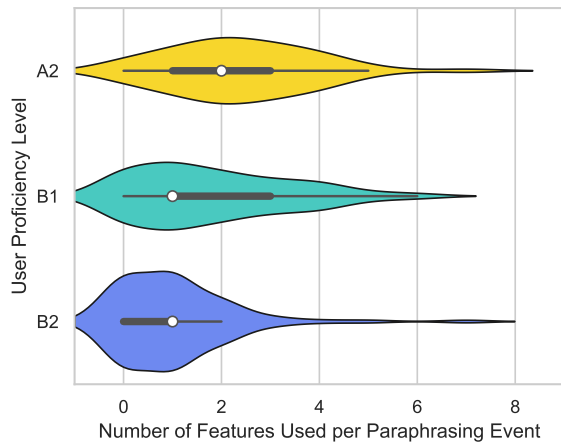 User Proficiency Level
A2
B1
B2
0 2 4 6 8
Number of Features Used per Paraphrasing Event